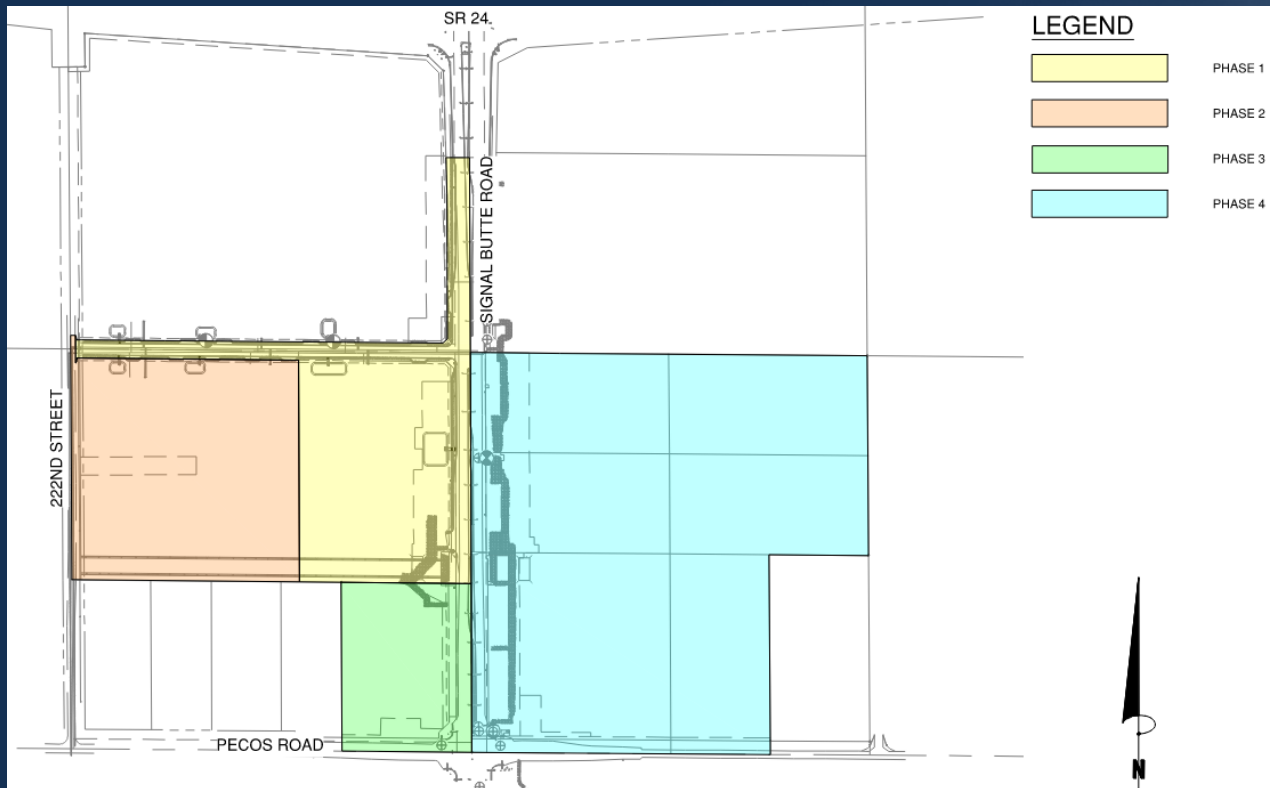 SR 24
LEGEND
PHASE 1
PHASE 2
PHASE 3
PHASE 4
SIGNAL BUTTE ROAD
222ND STREET
PECOS ROAD
N